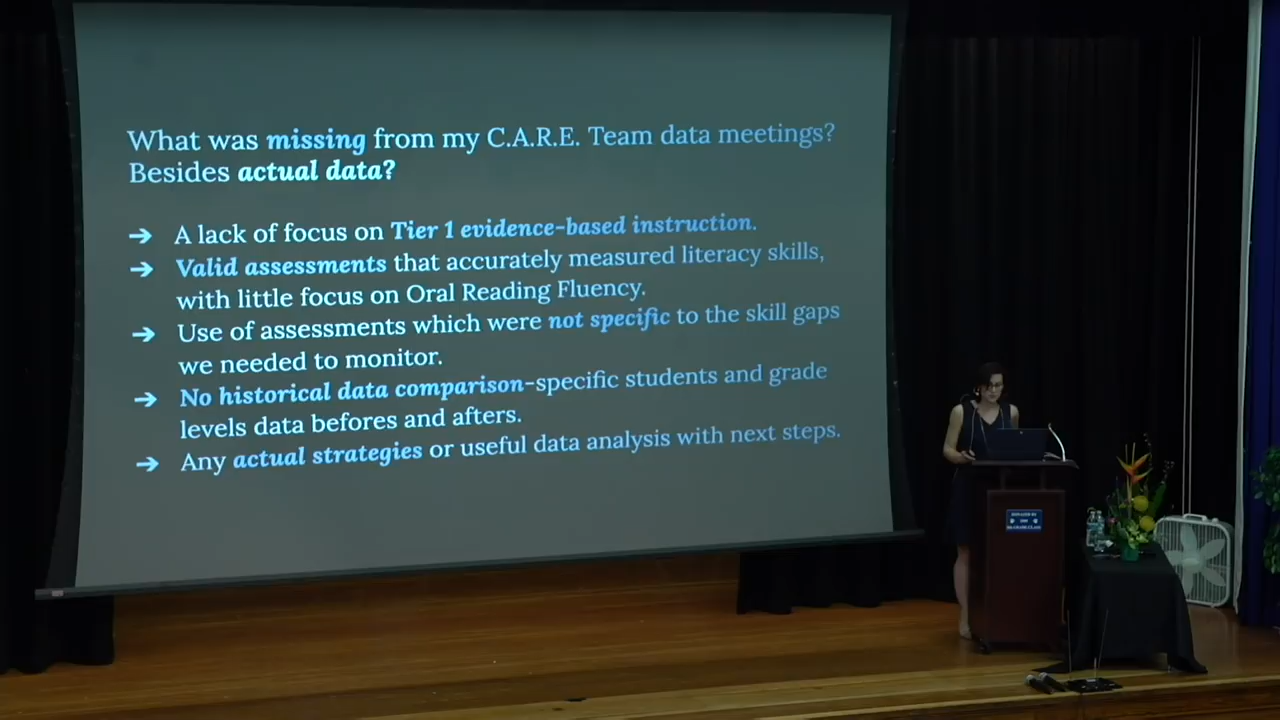 What was missing from my C.A.R.E. Team data meetings?
Besides actual data?
➔ A lack of focus on Tier 1 evidence-based instruction.
➔ Valid assessments that accurately measured literacy skills,
with little focus on Oral Reading Fluency.
➔ Use of assessments which were not specific to the skill gaps
we needed to monitor.
➔ No historical data comparison-specific students and grade
levels data befores and afters.
➔ Any actual strategies or useful data analysis with next steps.
DONATED BY